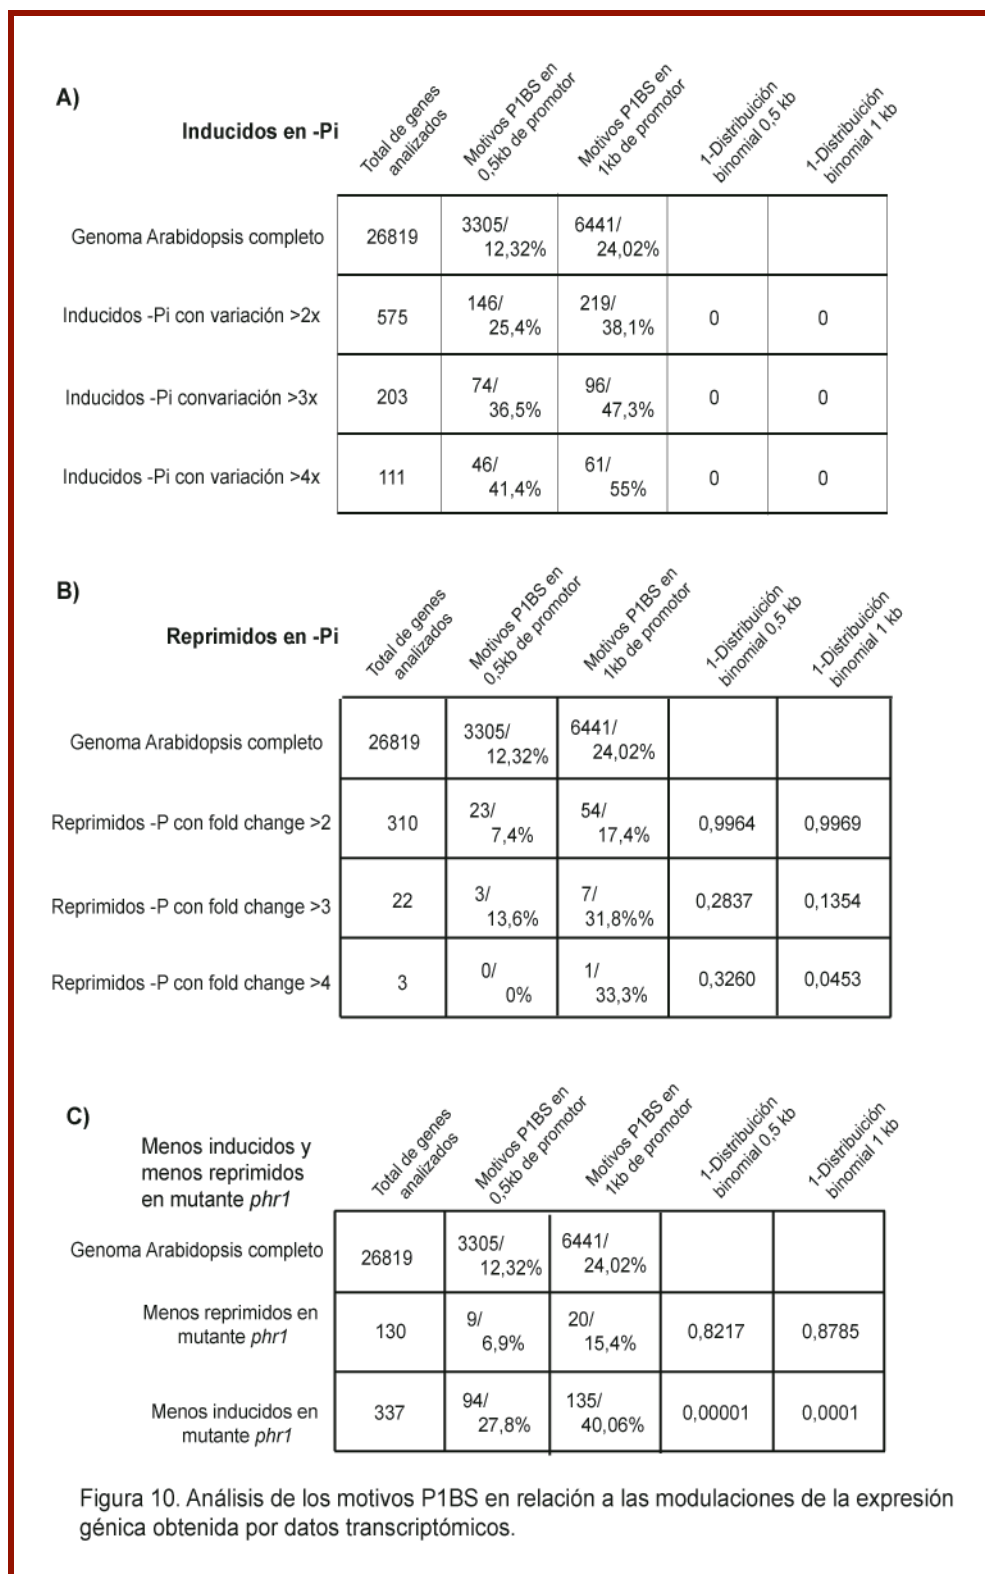 A)
Inducidos en -Pi
Total de genes
analizados
Motivos P1BS en
0,5kb de promotor
Motivos P1BS en
1kb de promotor
1-Distribuición
binomial 0,5 kb
1-Distribuición
binomial 1 kb
Genoma Arabidopsis completo
26819
3305/
12,32%
6441/
24,02%
Inducidos -Pi con variación >2x
575
146/
25,4%
219/
38,1%
0
0
Inducidos -Pi convariación >3x
203
74/
36,5%
96/
47,3%
0
0
Inducidos -Pi con variación >4x
111
46/
41,4%
61/
55%
0
0
B)
Reprimidos en -Pi
Total de genes
analizados
Motivos P1BS en
0,5kb de promotor
Motivos P1BS en
1kb de promotor
1-Distribuición
binomial 0,5 kb
1-Distribuición
binomial 1 kb
Genoma Arabidopsis completo
26819
3305/
12,32%
6441/
24,02%
Reprimidos -P con fold change >2
310
23/
7,4%
54/
17,4%
0,9964
0,9969
Reprimidos -P con fold change >3
22
3/
13,6%
7/
31,8%%
0,2837
0,1354
Reprimidos -P con fold change >4
3
0/
0%
1/
33,3%
0,3260
0,0453
C)
Menos inducidos y
menos reprimidos
en mutante phr1
Total de genes
analizados
Motivos P1BS en
0,5kb de promotor
Motivos P1BS en
1kb de promotor
1-Distribuición
binomial 0,5 kb
1-Distribuición
binomial 1 kb
Genoma Arabidopsis completo
26819
3305/
12,32%
6441/
24,02%
Menos reprimidos en
mutante phr1
130
9/
6,9%
20/
15,4%
0,8217
0,8785
Menos inducidos en
mutante phr1
337
94/
27,8%
135/
40,06%
0,00001
0,0001
Figura 10. Análisis de los motivos P1BS en relación a las modulaciones de la expresión
génica obtenida por datos transcriptómicos.